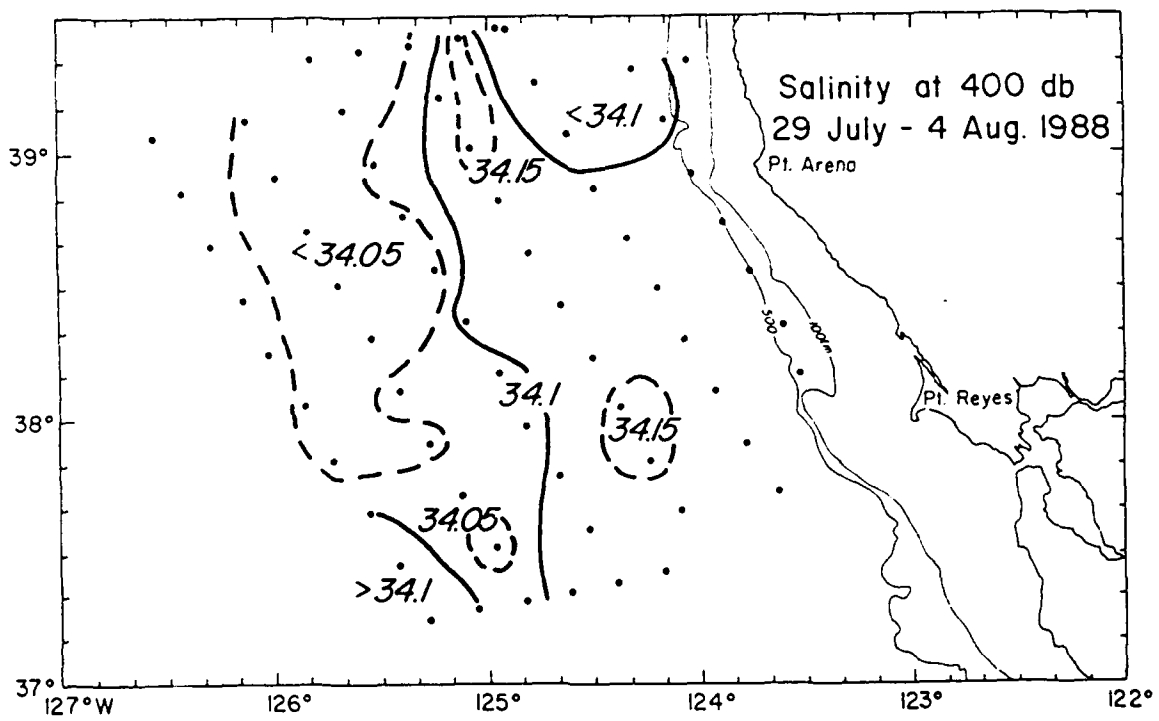 Salinity at 400 db
29 July - 4 Aug. 1988
<34.1
39°
34.15
Pt. Arena
<34.05
500
100m
34.1
Pt. Reyes
38°
34.15
34.05
>34.1
37°
127°W
126°
125°
124°
123°
122°